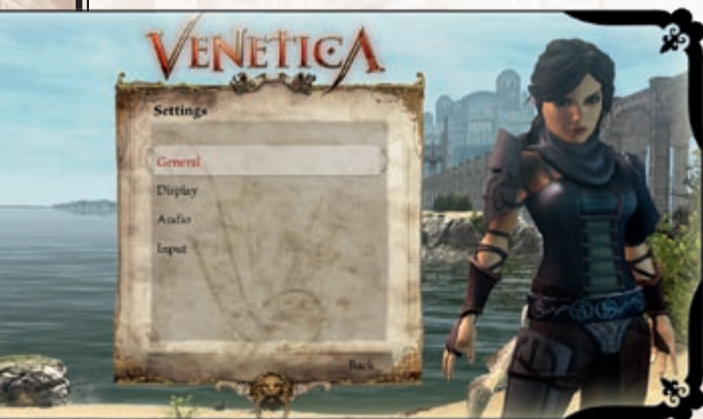 VENETICA
Settings
General
Display
Audio
Input
Back